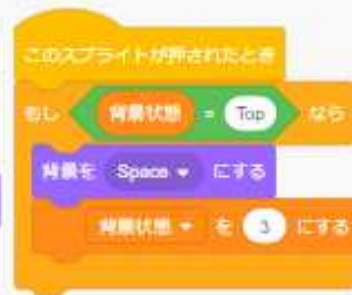 このスプライトが押されたとき
もし 背景状態 = Top なら
背景を Space にする
背景状態 を 3 にする